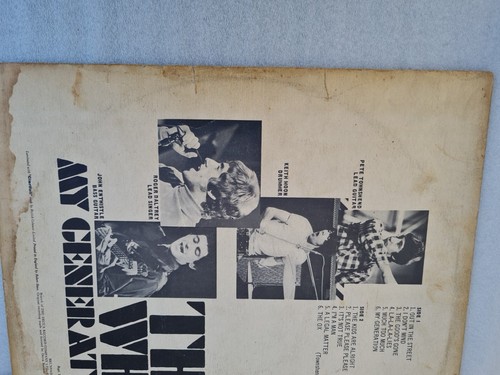 THE
WH
MY GENERAT
PETE TOWNSHEND
LEAD GUITAR
KEITH MOON
DRUMMER
ROGER DALTREY
LEAD SINGER
JOHN ENTWISTLE
BASS GUITAR
SIDE 1
1. OUT IN THE STREET
2. I DON'T MIND
3. THE GOOD'S GONE
4. LA-LA-LA-LIES
5. MUCH TOO MUCH
6. MY GENERATION
SIDE 2
1. THE KIDS ARE ALRIGHT
2. PLEASE PLEASE PLEASE
3. IT'S NOT TRUE
4. I'M A MAN
5. A LEGAL MATTER
6. THE OX